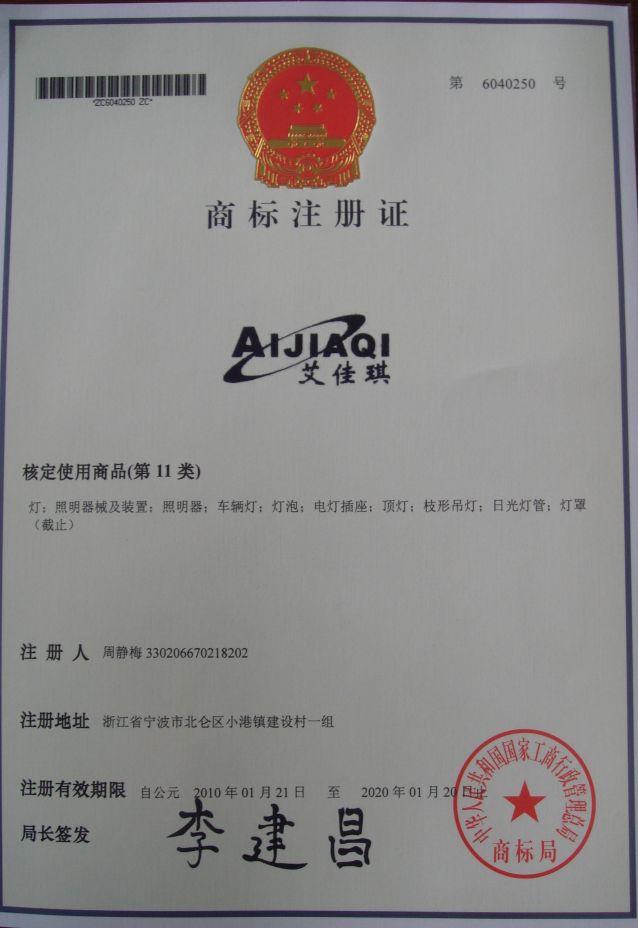 第 6040250 号
*ZC6040250 ZC*
商标注册证
AIJIAQI
艾佳琪
核定使用商品(第 11 类)
灯；照明器械及装置；照明器；车辆灯；灯泡；电灯插座；顶灯；枝形吊灯；日光灯管；灯罩
（截止）
注 册 人 周静梅 330206670218202
注册地址 浙江省宁波市北仑区小港镇建设村一组
注册有效期限 自公元 2010 年 01 月 21 日 至 2020 年 01 月 20 日止
局长签发 李建昌
中华人民共和国国家工商行政管理总局
商标局